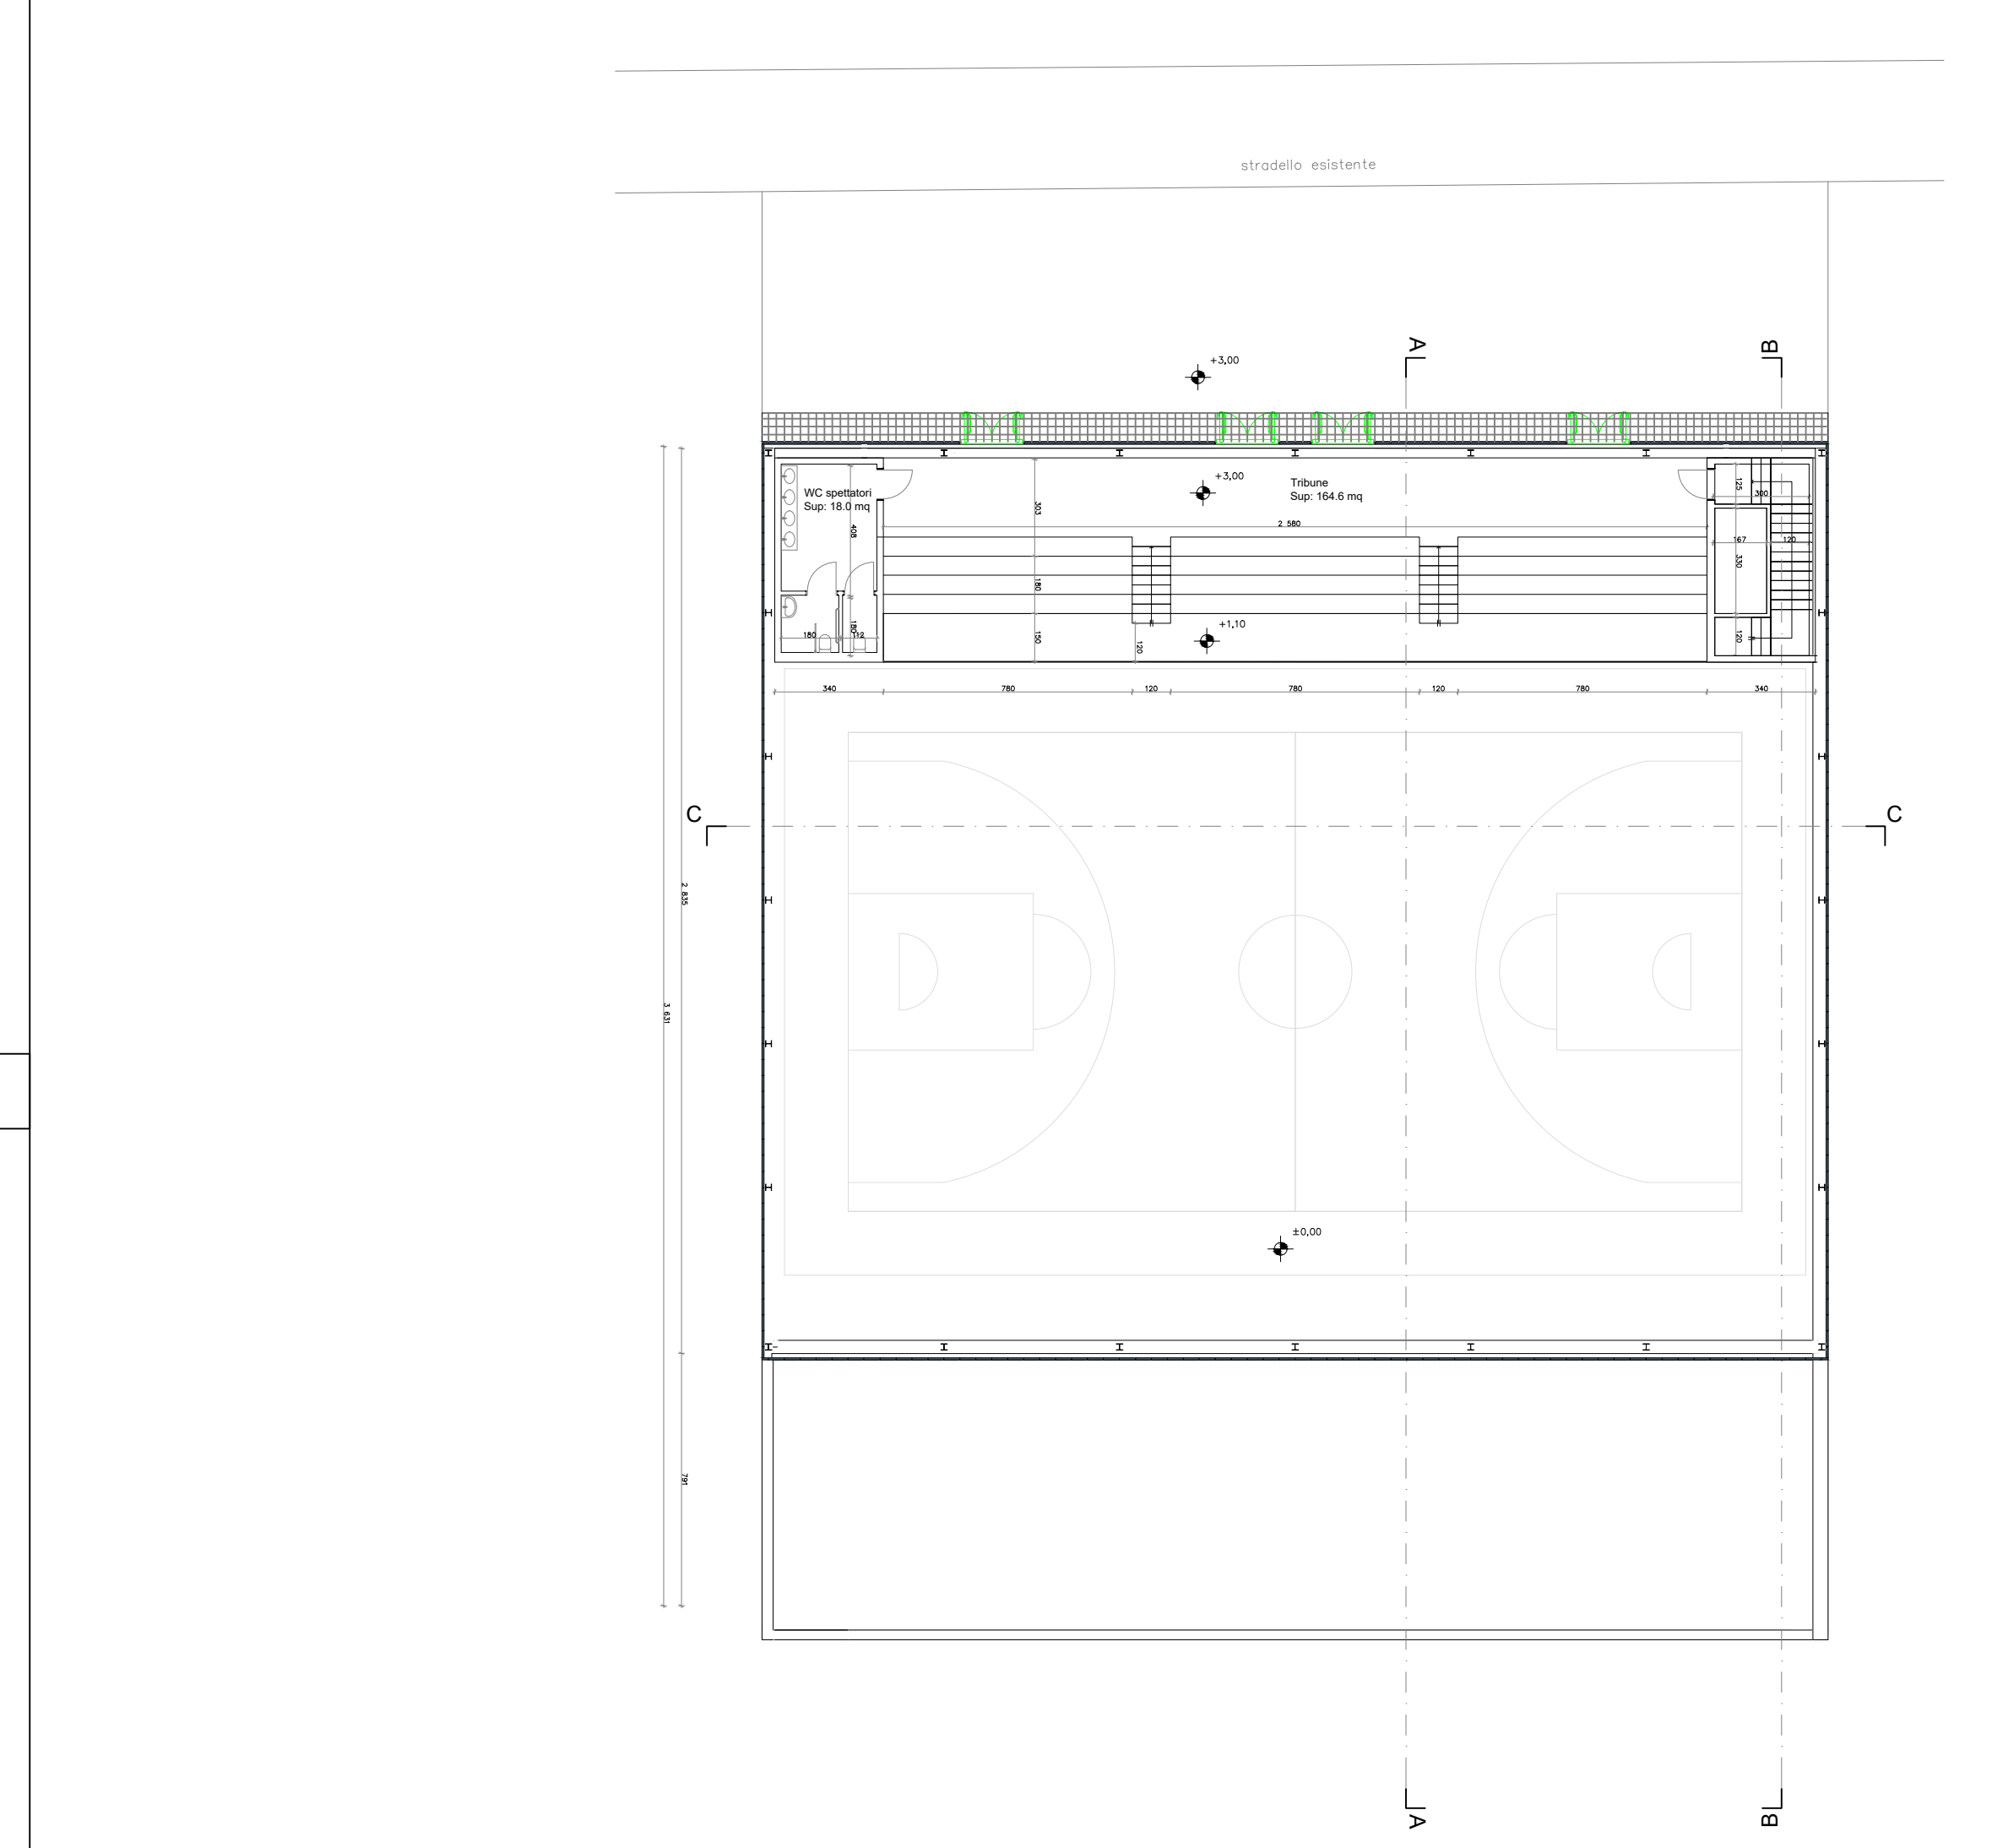 stradello esistente
A
B
+3,00
WC spettatori
Sup: 18.0 mq
+3,00
Tribune
Sup: 164.6 mq
303
125
300
408
2 580
167
120
180
330
180
112
180
150
120
+1,10
120
340
780
120
780
120
780
340
C
C
2 835
3 631
±0,00
791
A
B